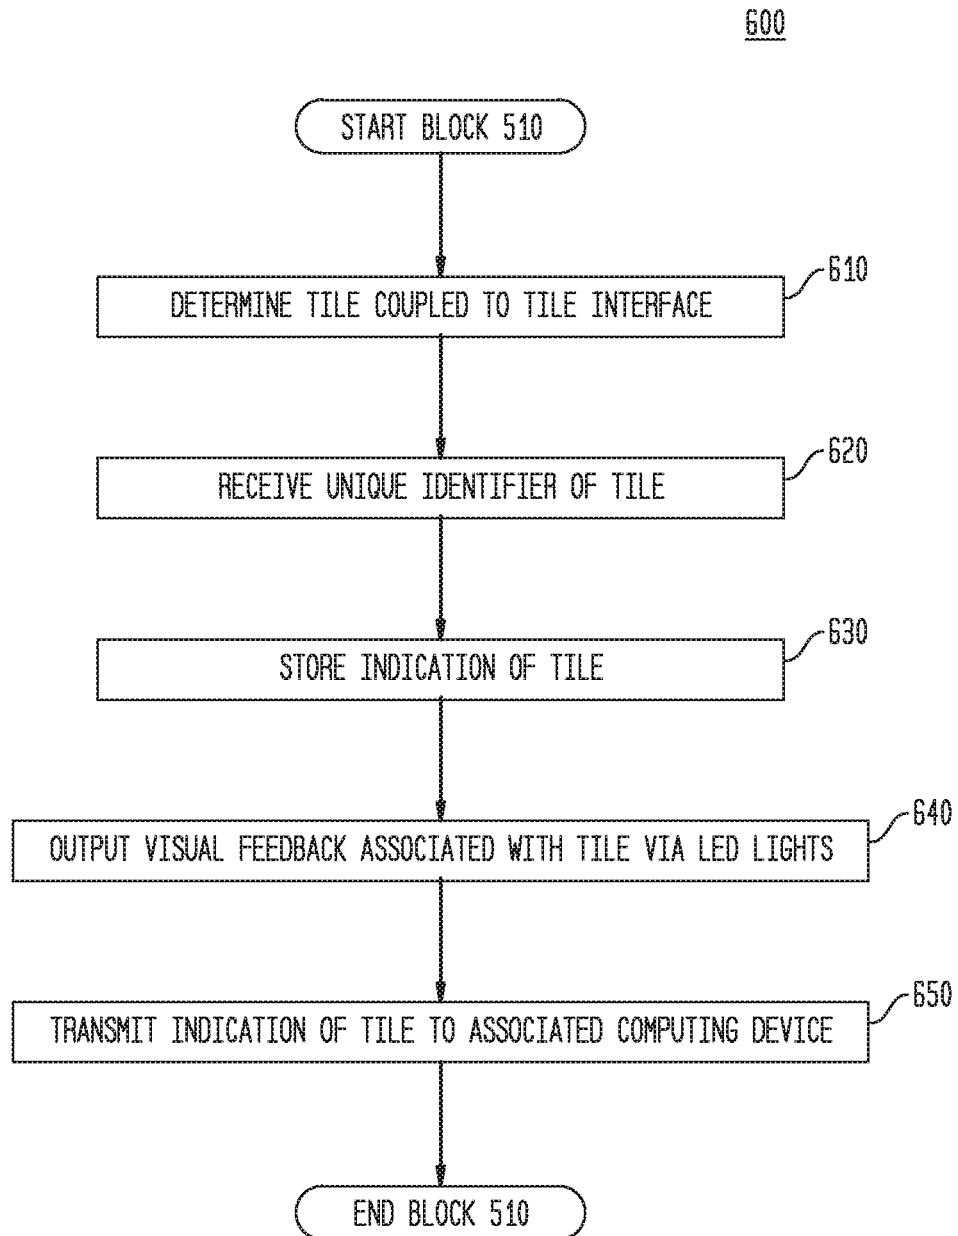 600
START BLOCK 510
610
DETERMINE TILE COUPLED TO TILE INTERFACE
620
RECEIVE UNIQUE IDENTIFIER OF TILE
630
STORE INDICATION OF TILE
640
OUTPUT VISUAL FEEDBACK ASSOCIATED WITH TILE VIA LED LIGHTS
650
TRANSMIT INDICATION OF TILE TO ASSOCIATED COMPUTING DEVICE
END BLOCK 510